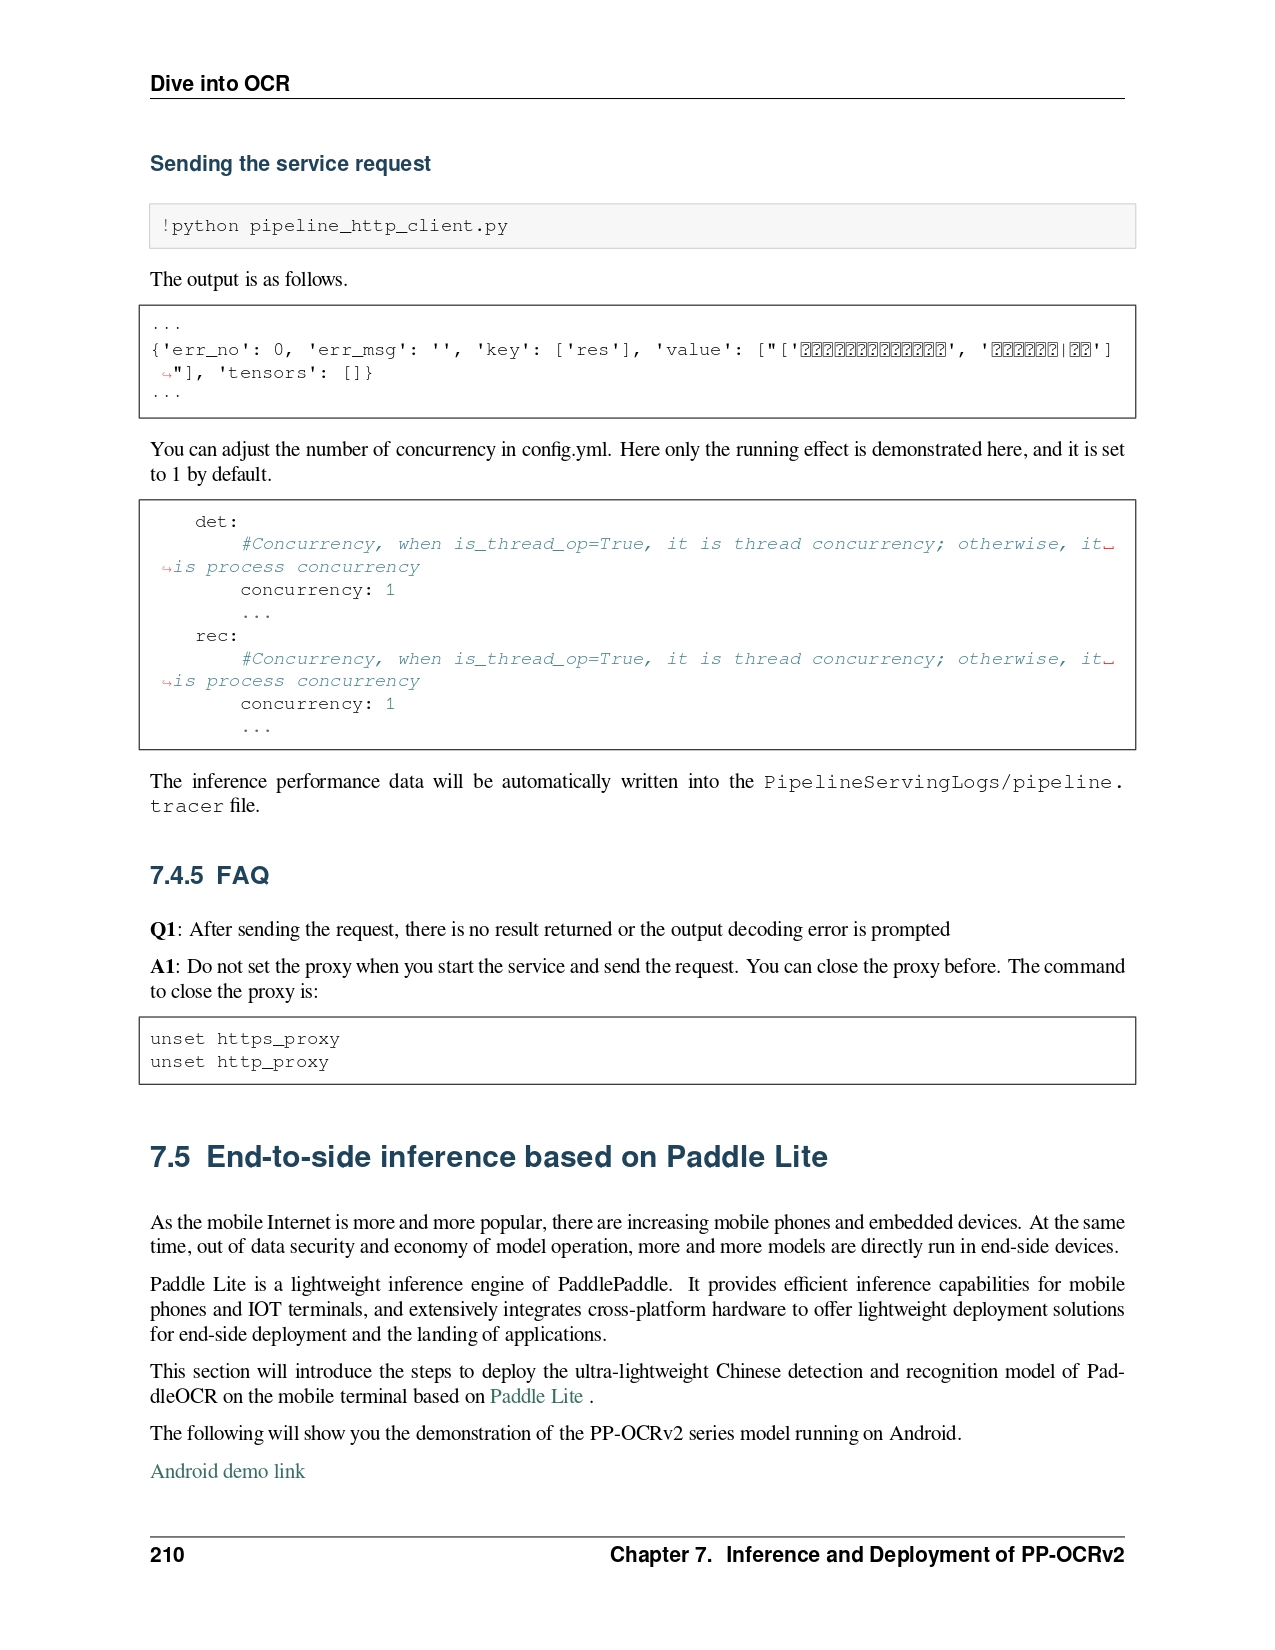 Dive into OCR
Sending the service request
!python pipeline_http_client.py
The output is as follows.
...
{'err_no': 0, 'err_msg': '', 'key': ['res'], 'value': ["['', '|']
↪"], 'tensors': []}
...
You can adjust the number of concurrency in config.yml. Here only the running effect is demonstrated here, and it is set
to 1 by default.
det:
#Concurrency, when is_thread_op=True, it is thread concurrency; otherwise, it␣
↪is process concurrency
concurrency: 1
...
rec:
#Concurrency, when is_thread_op=True, it is thread concurrency; otherwise, it␣
↪is process concurrency
concurrency: 1
...
The inference performance data will be automatically written into the PipelineServingLogs/pipeline.
tracer file.
7.4.5 FAQ
Q1: After sending the request, there is no result returned or the output decoding error is prompted
A1: Do not set the proxy when you start the service and send the request. You can close the proxy before. The command
to close the proxy is:
unset https_proxy
unset http_proxy
7.5 End-to-side inference based on Paddle Lite
As the mobile Internet is more and more popular, there are increasing mobile phones and embedded devices. At the same
time, out of data security and economy of model operation, more and more models are directly run in end-side devices.
Paddle Lite is a lightweight inference engine of PaddlePaddle. It provides efficient inference capabilities for mobile
phones and IOT terminals, and extensively integrates cross-platform hardware to offer lightweight deployment solutions
for end-side deployment and the landing of applications.
This section will introduce the steps to deploy the ultra-lightweight Chinese detection and recognition model of Pad-
dleOCR on the mobile terminal based on Paddle Lite .
The following will show you the demonstration of the PP-OCRv2 series model running on Android.
Android demo link
210
Chapter 7. Inference and Deployment of PP-OCRv2